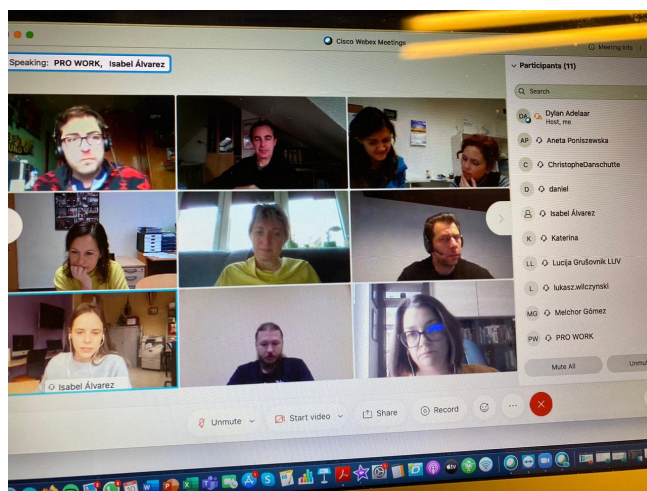 Cisco Webex Meetings
Meeting Info
Speaking: PRO WORK, Isabel Álvarez
Participants (11)
Search
DA
Dylan Adelaar
Host, me
AP Aneta Poniszewska
C ChristopheDanschutte
D daniel
Isabel Álvarez
K Katerina
LL Lucija Grušovnik LUV
L lukasz.wilczynski
MG Melchor Gómez
PW PRO WORK
Mute All
Isabel Álvarez
Unmute
Start video
Share
Record
tv